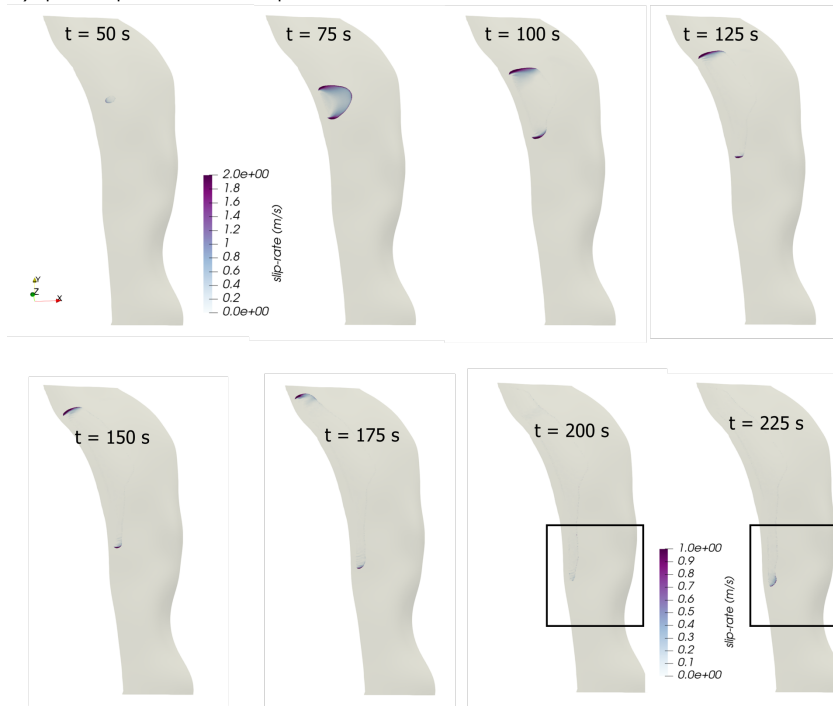 t = 50 s
t = 75 s
t = 100 s
t = 125 s
2.0e+00
1.8
1.6
1.4
1.2
1
0.8
0.6
0.4
0.2
0.0e+00
slip-rate (m/s)
Y
Z
X
t = 150 s
t = 175 s
t = 200 s
t = 225 s
1.0e+00
0.9
0.8
0.7
0.6
0.5
0.4
0.3
0.2
0.1
0.0e+00
slip-rate (m/s)